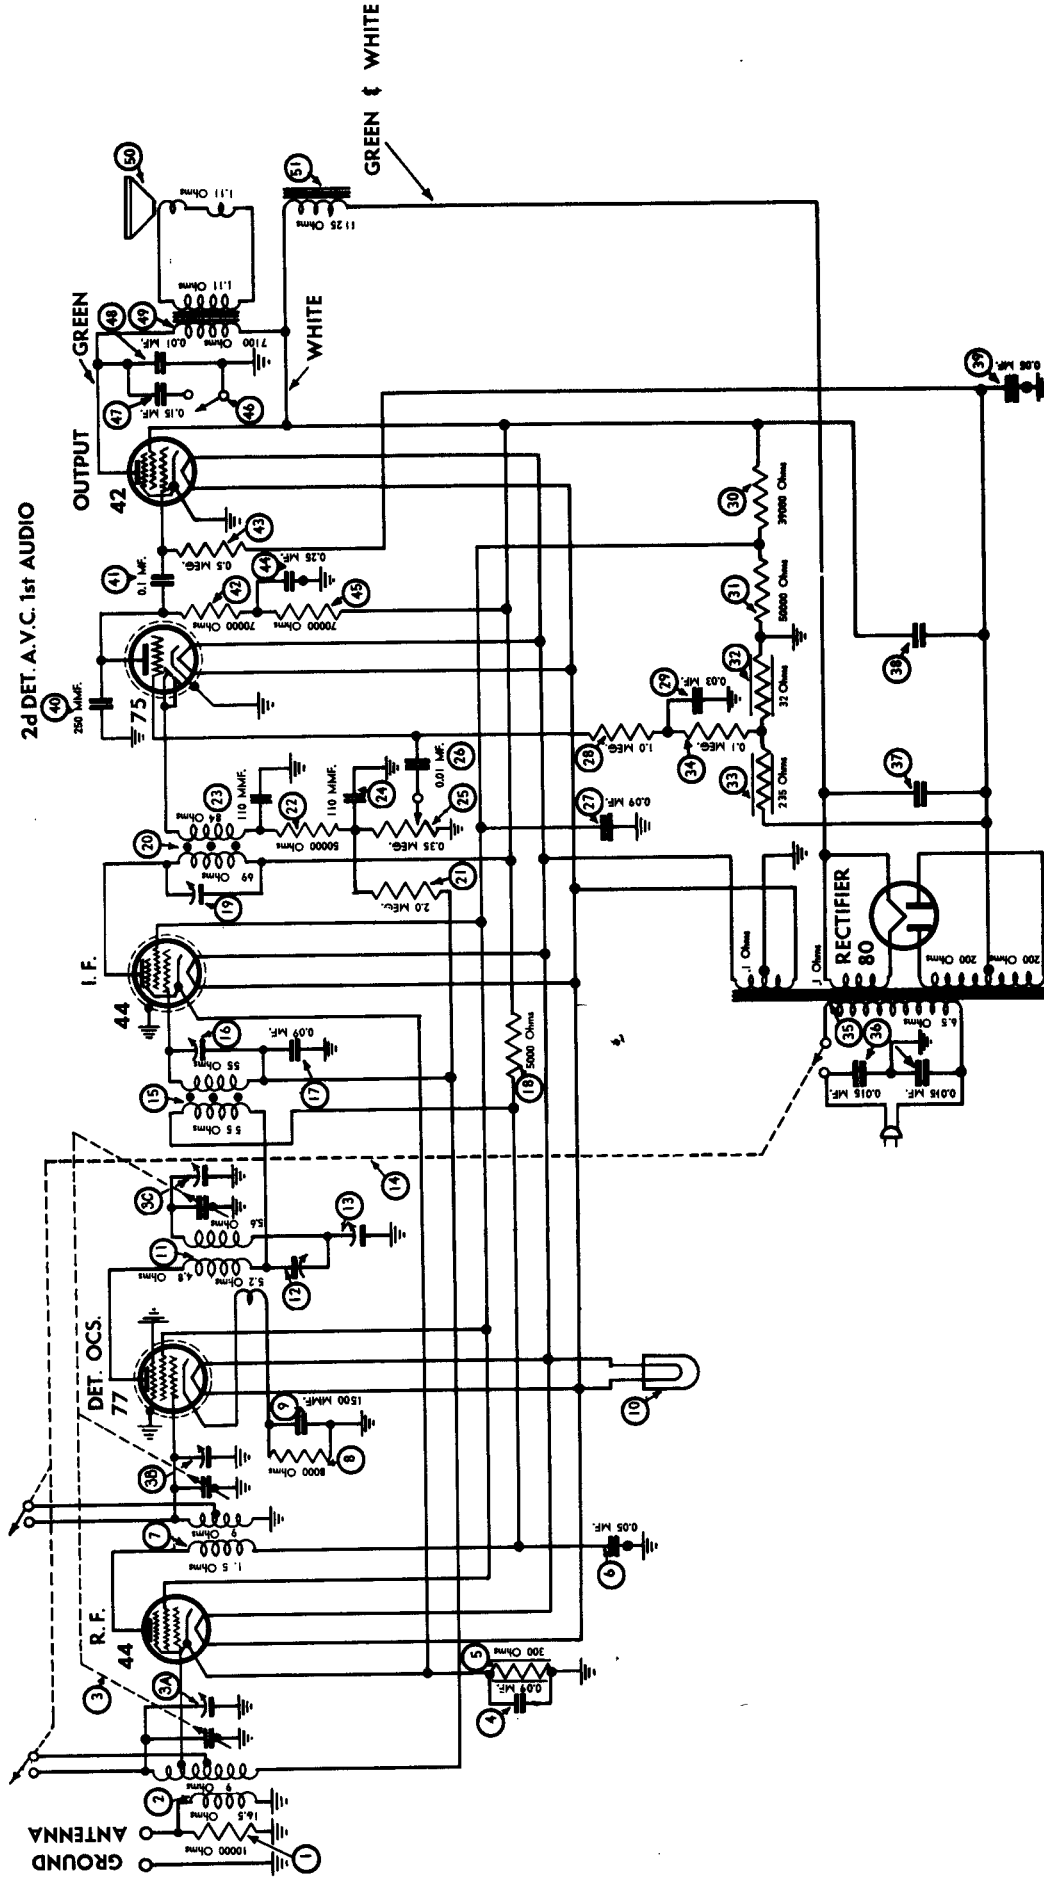 2d DET. A.V.C. 1st AUDIO
GREEN & WHITE
GREEN
WHITE
OUTPUT
42
75
I. F.
44
DET. OCS.
77
R. F.
44
ANTENNA
GROUND
RECTIFIER
80
1
10000 Ohms
2
16.5 Ohms
9 Ohms
3
3A
4
0.09 MF.
5
300 Ohms
6
0.05 MF.
7
1.5 Ohms
9 Ohms
3B
8
8000 Ohms
9
1500 MMF.
10
11
4.8 Ohms
5.2 Ohms
5.6 Ohms
3C
12
13
14
15
55 Ohms
55 Ohms
16
17
0.09 MF.
18
5000 Ohms
19
20
69 Ohms
84 Ohms
21
2.0 MEG.
22
50000 Ohms
23
110 MMF.
24
110 MMF.
25
0.35 MEG.
26
0.01 MF.
27
0.09 MF.
28
1.0 MEG.
29
0.03 MF.
30
39000 Ohms
31
50000 Ohms
32
32 Ohms
33
235 Ohms
34
0.1 MEG.
35
6.5 Ohms
36
0.015 MF.
0.015 MF.
.1 Ohms
.1 Ohms
200 Ohms
200 Ohms
37
38
39
0.05 MF.
40
250 MMF.
41
0.1 MF.
42
70000 Ohms
43
0.5 MEG.
44
0.25 MF.
45
70000 Ohms
46
47
0.15 MF.
48
0.01 MF.
49
7100 Ohms
1.11 Ohms
1.11 Ohms
50
51
1125 Ohms